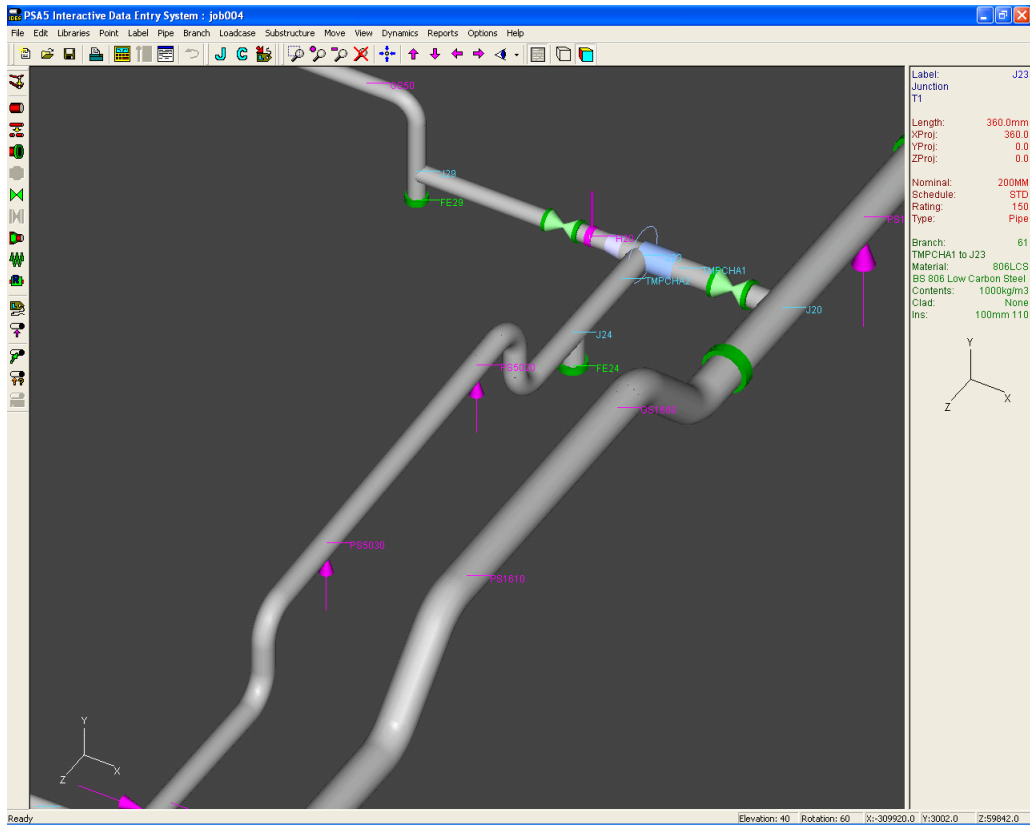 PSA5 Interactive Data Entry System : job004
File Edit Libraries Point Label Pipe Branch Loadcase Substructure Move View Dynamics Reports Options Help
Label: J23
Junction
T1
Length: 360.0mm
XProj: 360.0
YProj: 0.0
ZProj: 0.0
Nominal: 200MM
Schedule: STD
Rating: 150
Type: Pipe
Branch: 61
TMPCHA1 to J23
Material: 806LCS
BS 806 Low Carbon Steel
Contents: 1000kg/m3
Clad: None
Ins: 100mm 110
Y
Z
X
J28
FE29
TMPCHA1
TMPCHA2
J20
J24
FE24
PS5030
PS1610
Y
Z
X
Ready
Elevation: 40 Rotation: 60 X:-309920.0 Y:3002.0 Z:59842.0